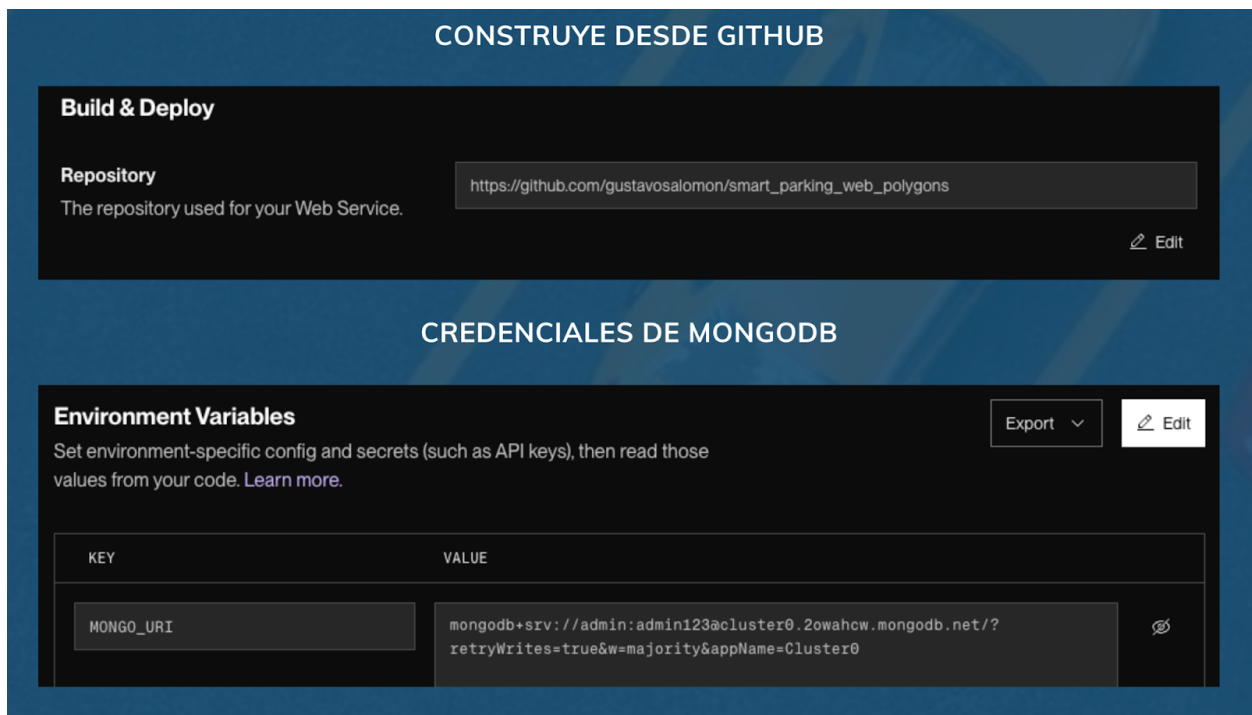 CONSTRUYE DESDE GITHUB
Build & Deploy
Repository
The repository used for your Web Service.
https://github.com/gustavosalomon/smart_parking_web_polygons
Edit
CREDENCIALES DE MONGODB
Environment Variables
Set environment-specific config and secrets (such as API keys), then read those
values from your code. Learn more.
Export
Edit
KEY
VALUE
MONGO_URI
mongodb+srv://admin:admin123@cluster0.2owahcw.mongodb.net/?
retryWrites=true&w=majority&appName=Cluster0